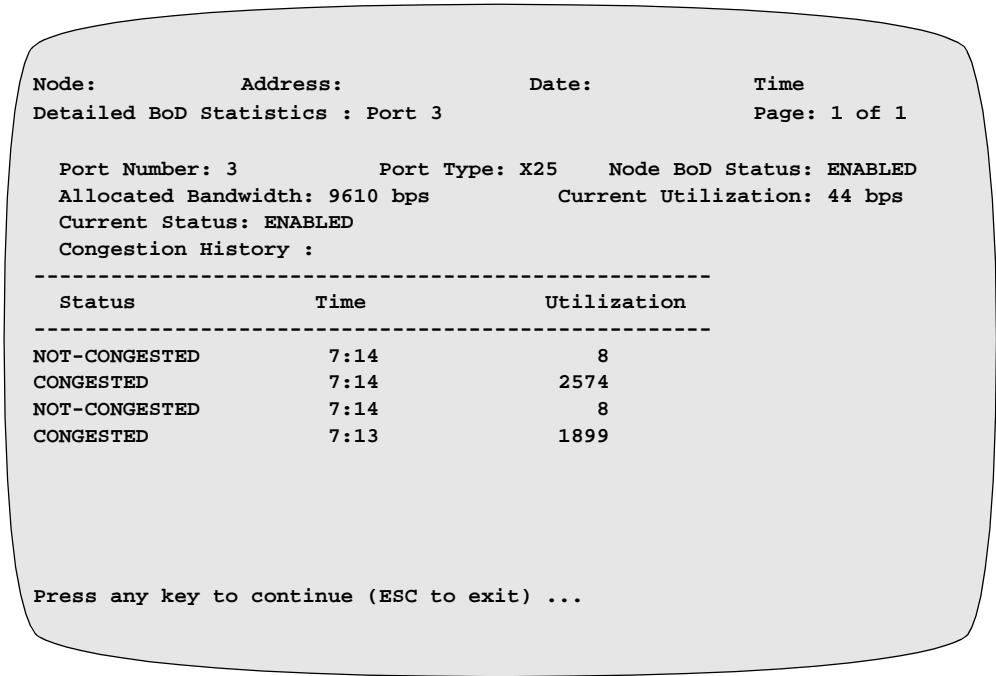 Node: Address: Date: Time
Detailed BoD Statistics : Port 3 Page: 1 of 1
Port Number: 3 Port Type: X25 Node BoD Status: ENABLED
Allocated Bandwidth: 9610 bps Current Utilization: 44 bps
Current Status: ENABLED
Congestion History :
-----------------------------------------------------
Status Time Utilization
-----------------------------------------------------
NOT-CONGESTED 7:14 8
CONGESTED 7:14 2574
NOT-CONGESTED 7:14 8
CONGESTED 7:13 1899
Press any key to continue (ESC to exit) ...